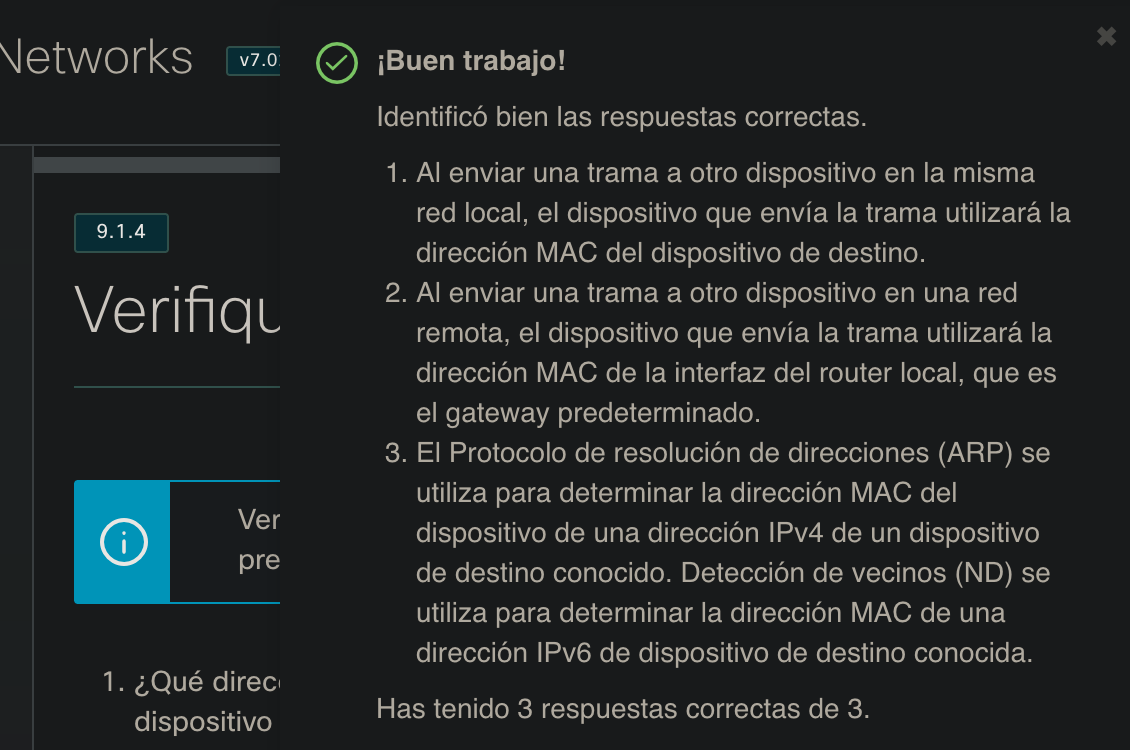 Networks
v7.0
9.1.4
Verifiqu
Ver
pre
1. ¿Qué direc
dispositivo
¡Buen trabajo!
Identificó bien las respuestas correctas.
1. Al enviar una trama a otro dispositivo en la misma
red local, el dispositivo que envía la trama utilizará la
dirección MAC del dispositivo de destino.
2. Al enviar una trama a otro dispositivo en una red
remota, el dispositivo que envía la trama utilizará la
dirección MAC de la interfaz del router local, que es
el gateway predeterminado.
3. El Protocolo de resolución de direcciones (ARP) se
utiliza para determinar la dirección MAC del
dispositivo de una dirección IPv4 de un dispositivo
de destino conocido. Detección de vecinos (ND) se
utiliza para determinar la dirección MAC de una
dirección IPv6 de dispositivo de destino conocida.
Has tenido 3 respuestas correctas de 3.